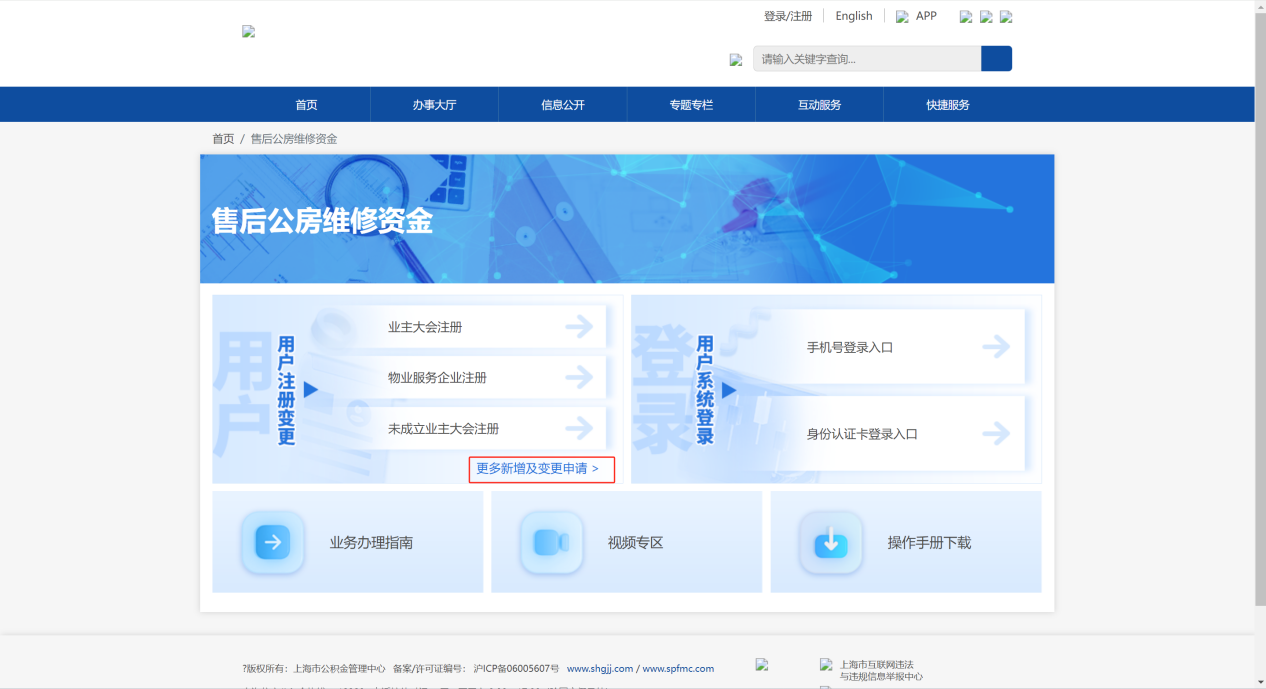 登录/注册 English APP
请输入关键字查询...
首页 办事大厅 信息公开 专题专栏 互动服务 快捷服务
首页 / 售后公房维修资金
售后公房维修资金
用户
用户注册变更
业主大会注册
物业服务企业注册
未成立业主大会注册
更多新增及变更申请 >
登录
用户系统登录
手机号登录入口
身份认证卡登录入口
业务办理指南
视频专区
操作手册下载
?版权所有：上海市公积金管理中心 备案/许可证编号： 沪ICP备06005607号 www.shgjj.com / www.spfmc.com
上海市互联网违法
与违规信息举报中心